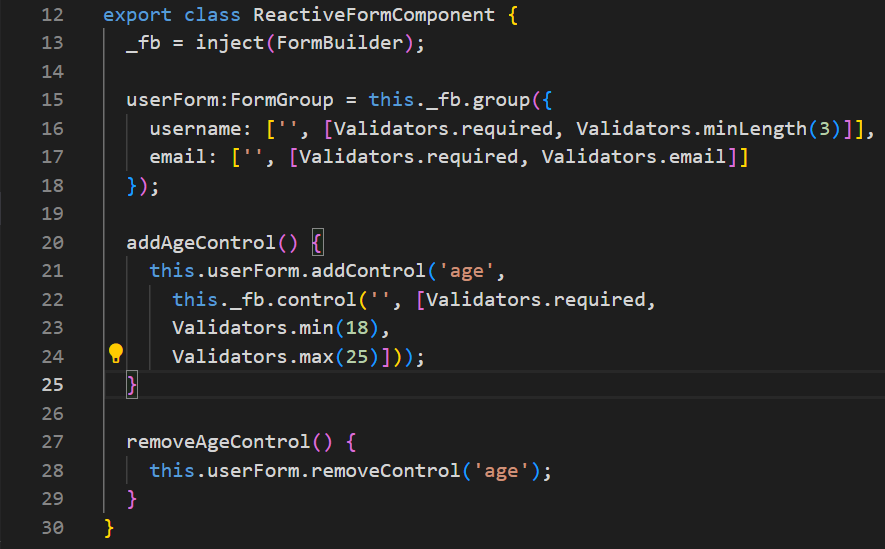 12 export class ReactiveFormComponent {
13   _fb = inject(FormBuilder);
14
15   userForm:FormGroup = this._fb.group({
16     username: ['', [Validators.required, Validators.minLength(3)]],
17     email: ['', [Validators.required, Validators.email]]
18   });
19
20   addAgeControl() {
21     this.userForm.addControl('age',
22       this._fb.control('', [Validators.required,
23       Validators.min(18),
24       Validators.max(25)]));
25   }
26
27   removeAgeControl() {
28     this.userForm.removeControl('age');
29   }
30 }